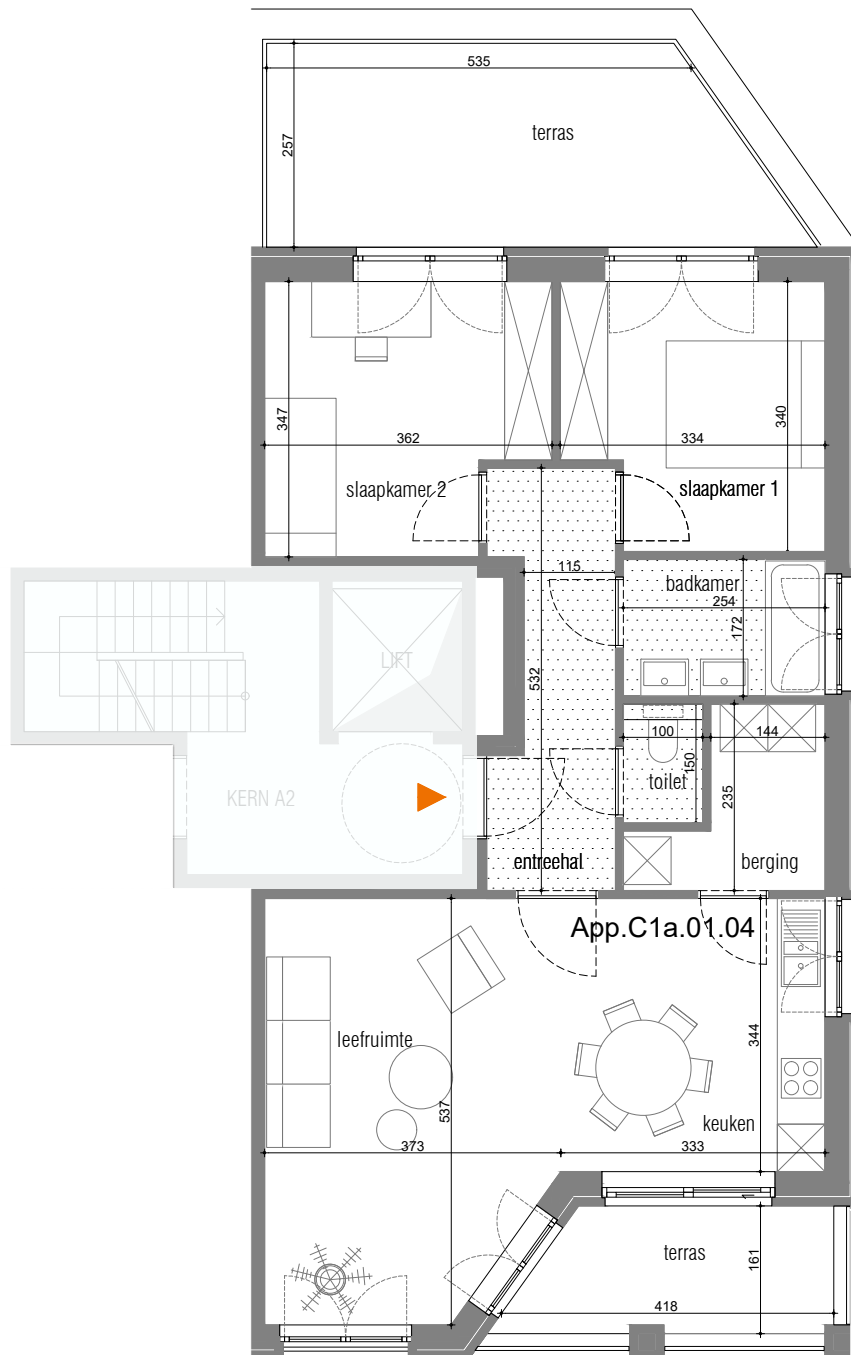 535
257
terras
347
340
362
334
slaapkamer 2
slaapkamer 1
115
badkamer
254
172
LIFT
532
100
144
150
toilet
235
KERN A2
entreehal
berging
App.C1a.01.04
leefruimte
344
537
keuken
373
333
terras
161
418